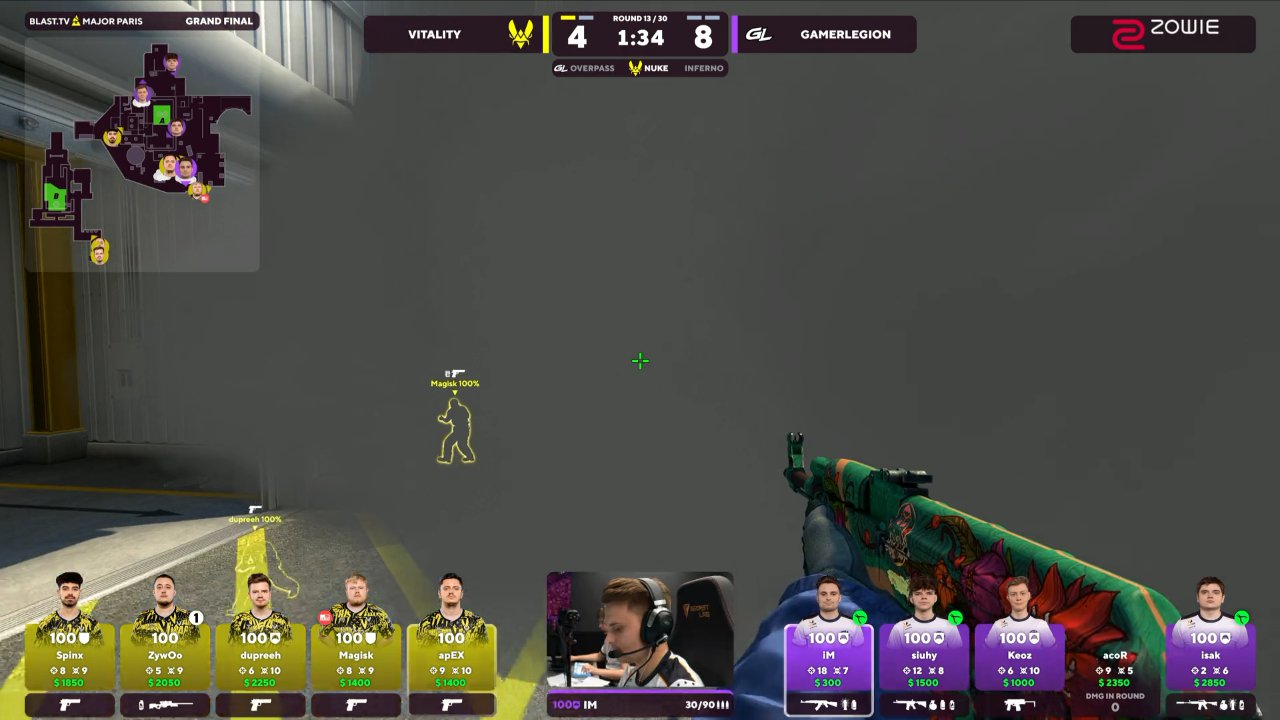 BLAST.TV MAJOR PARIS GRAND FINAL
VITALITY 4 ROUND 13 / 30 1:34 8 GL GAMERLEGION
ZOWIE
GL OVERPASS NUKE INFERNO
A
B
Magisk 100%
dupreeh 100%
1
100 100 100 100 100 100 100 100 100
Spinx ZywOo dupreeh Magisk apEX iM siuhy Keoz acoR isak
8 9 5 9 6 10 8 9 9 10 18 7 12 8 6 10 9 5 2 6
$1850 $2050 $2250 $1400 $1400 $300 $1500 $1000 $2350 $2850
100 IM 30/90
DMG IN ROUND
0